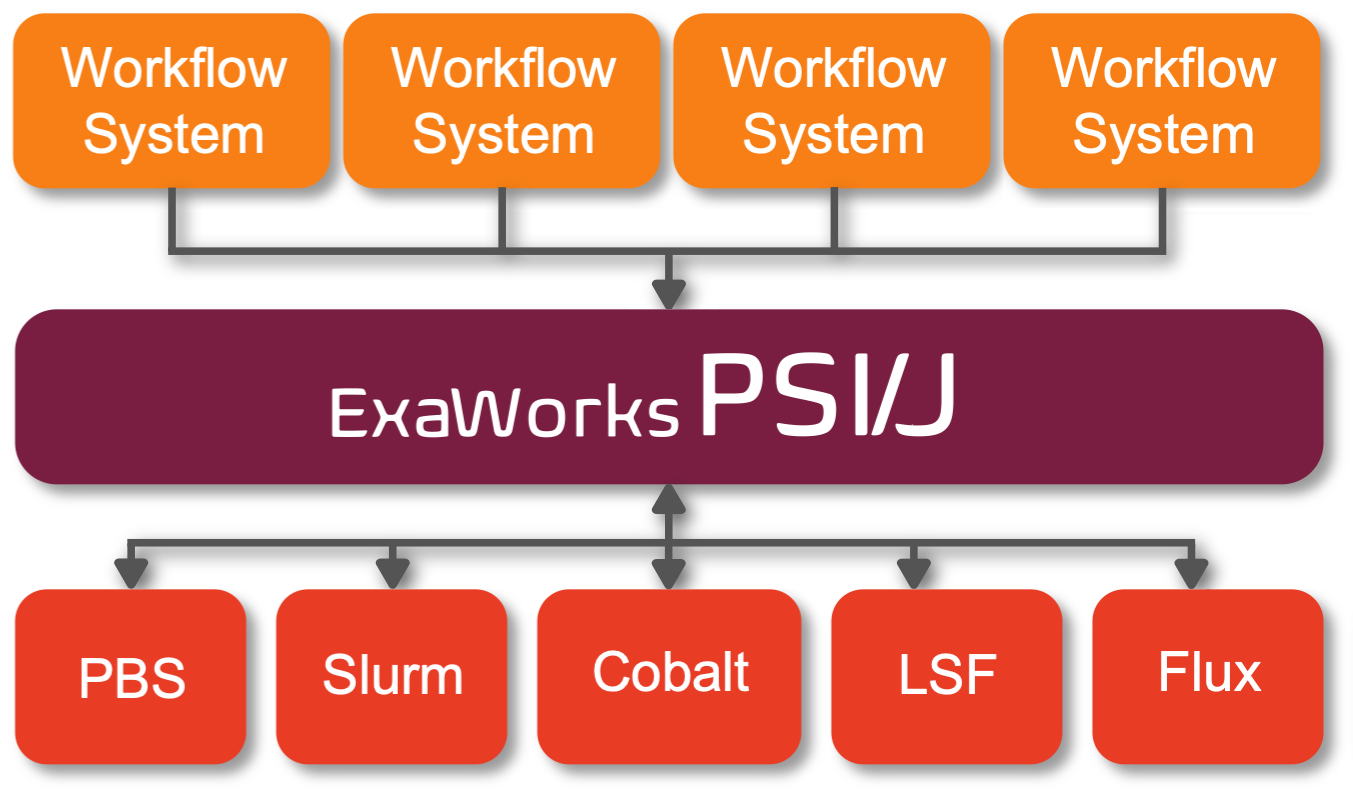 Workflow
System
Workflow
System
Workflow
System
Workflow
System
ExaWorks PSI/J
PBS
Slurm
Cobalt
LSF
Flux